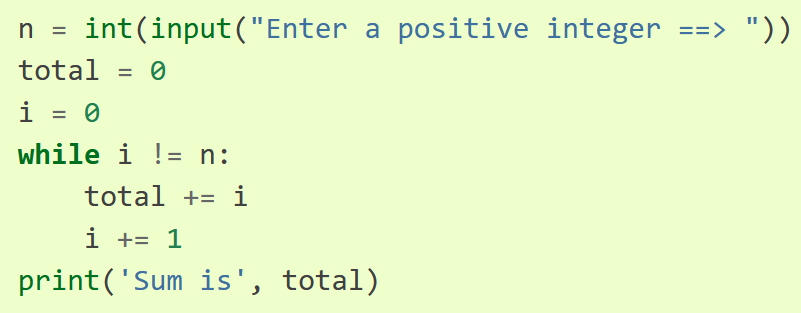 n = int(input("Enter a positive integer ==> "))
total = 0
i = 0
while i != n:
    total += i
    i += 1
print('Sum is', total)